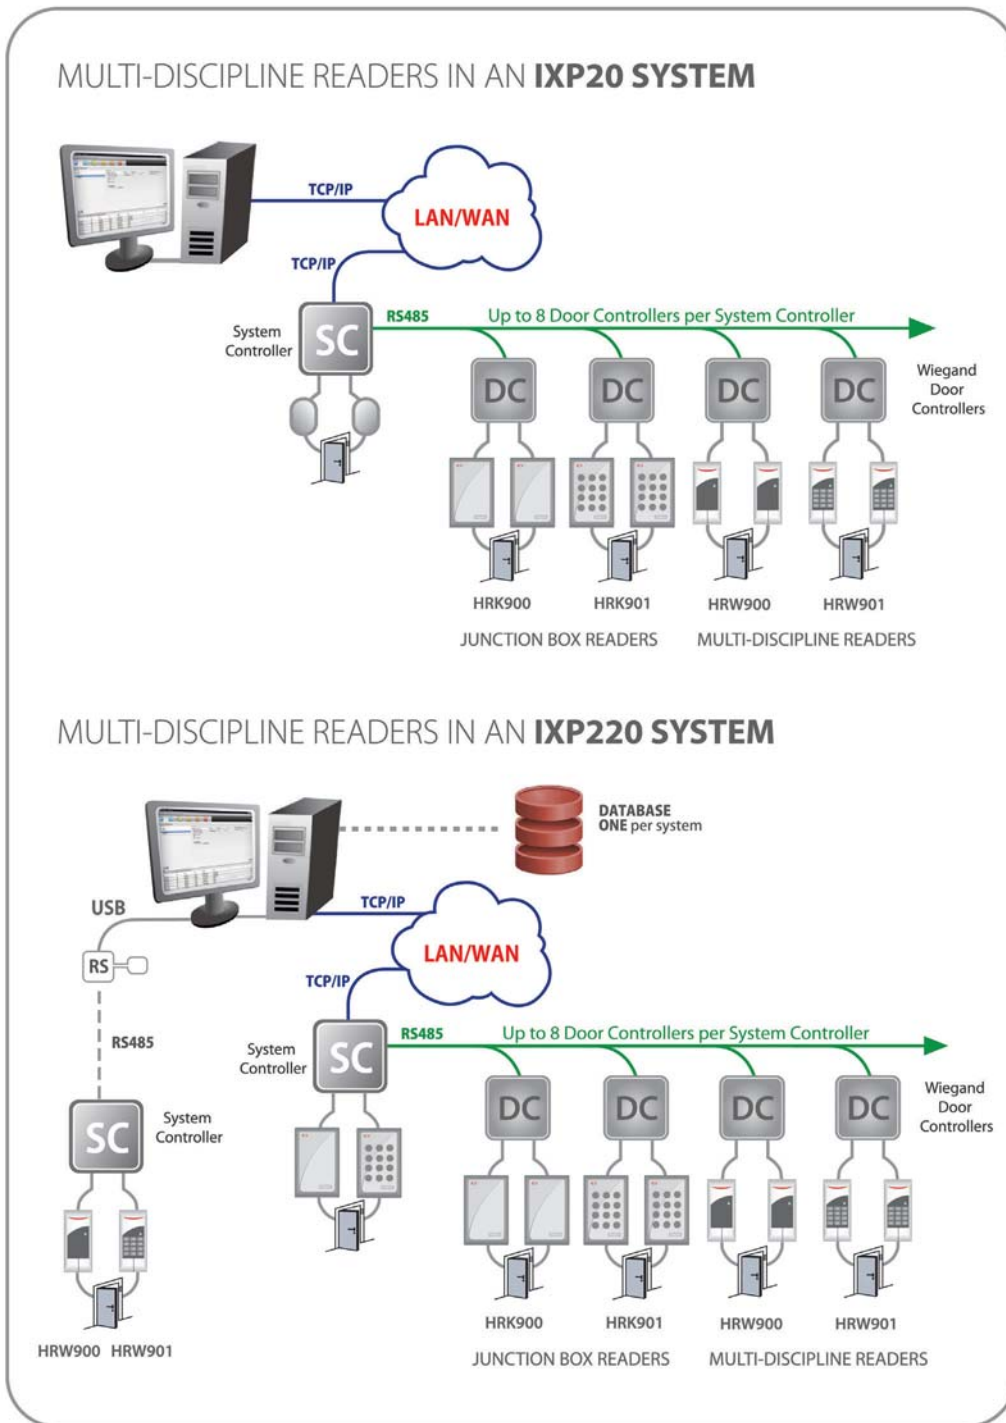 MULTI-DISCIPLINE READERS IN AN IXP20 SYSTEM
TCP/IP
LAN/WAN
TCP/IP
System
Controller
SC
RS485
Up to 8 Door Controllers per System Controller
DC
DC
DC
DC
Wiegand
Door
Controllers
HRK900
HRK901
HRW900
HRW901
JUNCTION BOX READERS
MULTI-DISCIPLINE READERS
MULTI-DISCIPLINE READERS IN AN IXP220 SYSTEM
DATABASE
ONE per system
USB
TCP/IP
LAN/WAN
RS
TCP/IP
RS485
System
Controller
SC
RS485
Up to 8 Door Controllers per System Controller
DC
DC
DC
DC
Wiegand
Door
Controllers
SC
System
Controller
HRW900 HRW901
HRK900
HRK901
HRW900
HRW901
JUNCTION BOX READERS
MULTI-DISCIPLINE READERS